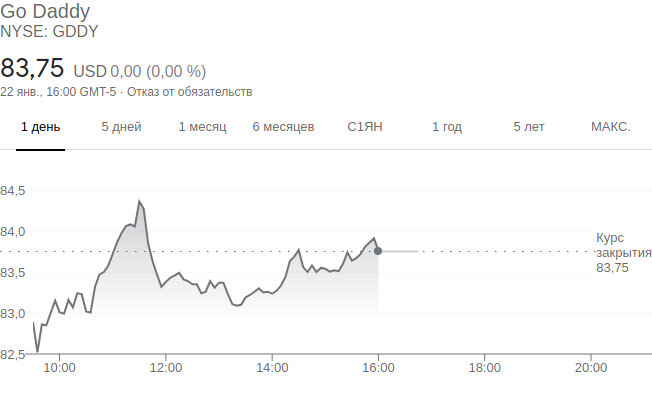 Go Daddy
NYSE: GDDY
83,75 USD 0,00 (0,00 %)
22 янв., 16:00 GMT-5 · Отказ от обязательств
1 день 5 дней 1 месяц 6 месяцев С1ЯН 1 год 5 лет МАКС.
84,5
84,0
Курс
закрытия
83,75
83,5
83,0
82,5
10:00 12:00 14:00 16:00 18:00 20:00